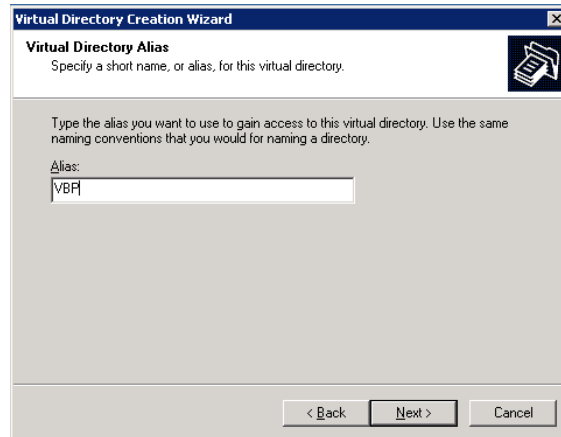 Virtual Directory Creation Wizard
Virtual Directory Alias
Specify a short name, or alias, for this virtual directory.
Type the alias you want to use to gain access to this virtual directory. Use the same
naming conventions that you would for naming a directory.
Alias:
VBP
< Back Next > Cancel